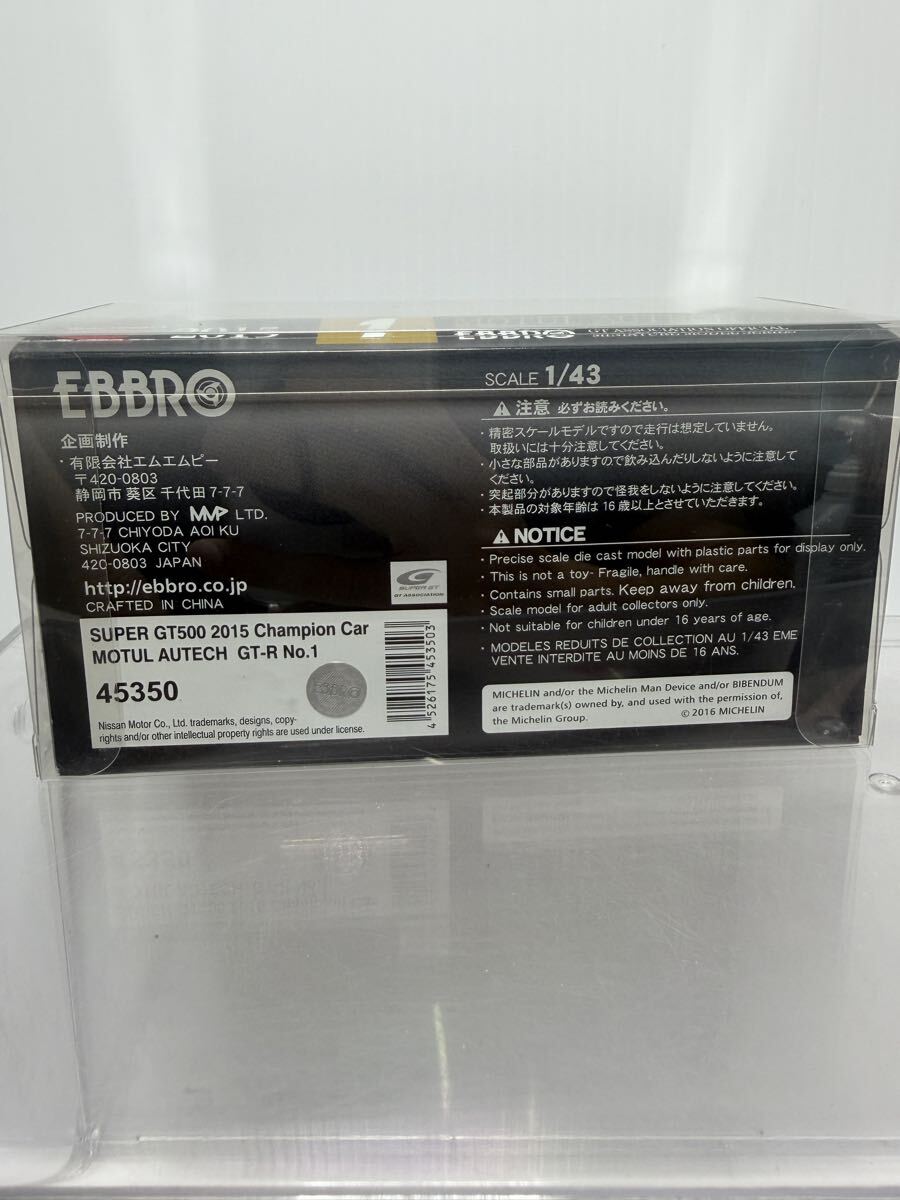 2015
1
EBBRO
EBBRO
SCALE 1/43
企画制作
・有限会社エムエムピー
〒420-0803
静岡市 葵区 千代田 7-7-7
PRODUCED BY MMP LTD.
7-7-7 CHIYODA AOI KU
SHIZUOKA CITY
420-0803 JAPAN
http://ebbro.co.jp
CRAFTED IN CHINA
SUPER GT
GT ASSOCIATION
SUPER GT500 2015 Champion Car
MOTUL AUTECH GT-R No.1
45350
EBBRO
Nissan Motor Co., Ltd. trademarks, designs, copy-
rights and/or other intellectual property rights are used under license.
4 526175 453503
注意 必ずお読みください。
・精密スケールモデルですので走行は想定していません。
取扱いには十分注意してください。
・小さな部品がありますので飲み込んだりしないように注意して
ください。
・突起部分がありますので怪我をしないように注意してください。
・本製品の対象年齢は 16 歳以上とさせていただきます。
NOTICE
・Precise scale die cast model with plastic parts for display only.
・This is not a toy- Fragile, handle with care.
・Contains small parts. Keep away from children.
・Scale model for adult collectors only.
・Not suitable for children under 16 years of age.
・MODELES REDUITS DE COLLECTION AU 1/43 EME
VENTE INTERDITE AU MOINS DE 16 ANS.
MICHELIN and/or the Michelin Man Device and/or BIBENDUM
are trademark(s) owned by, and used with the permission of,
the Michelin Group.
© 2016 MICHELIN